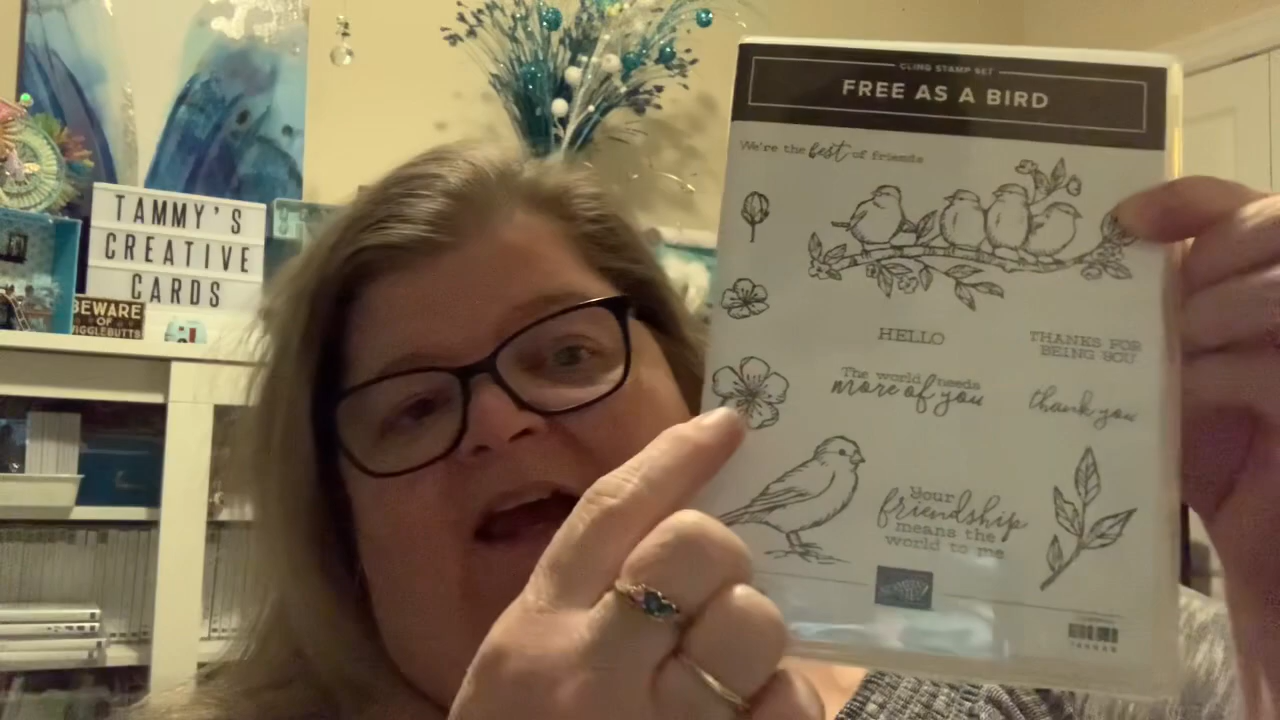 TAMMY'S
CREATIVE
CARDS
BEWARE
OF
WIGGLEBUTTS
CLING STAMP SET
FREE AS A BIRD
We're the best of friends
HELLO
THANKS FOR
BEING YOU
The world needs
more of you
thank you
Your
friendship
means the
world to me